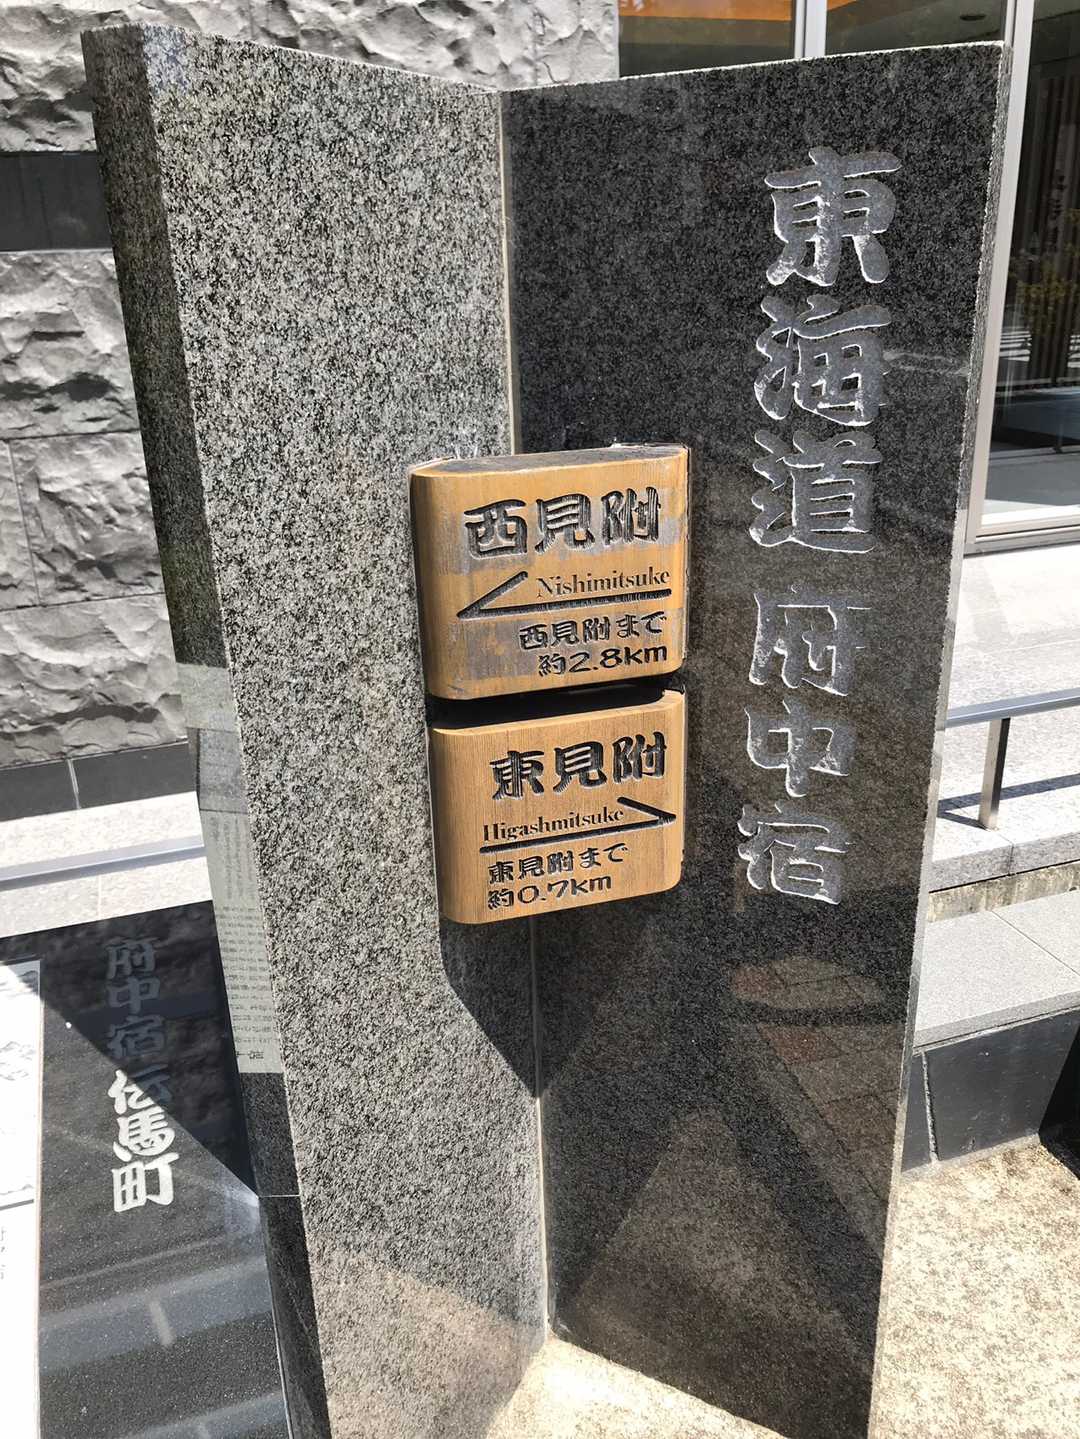 東海道 府中宿
西見附
Nishimitsuke
西見附まで
約2.8km
東見附
Higashmitsuke
東見附まで
約0.7km
府中宿 伝馬町